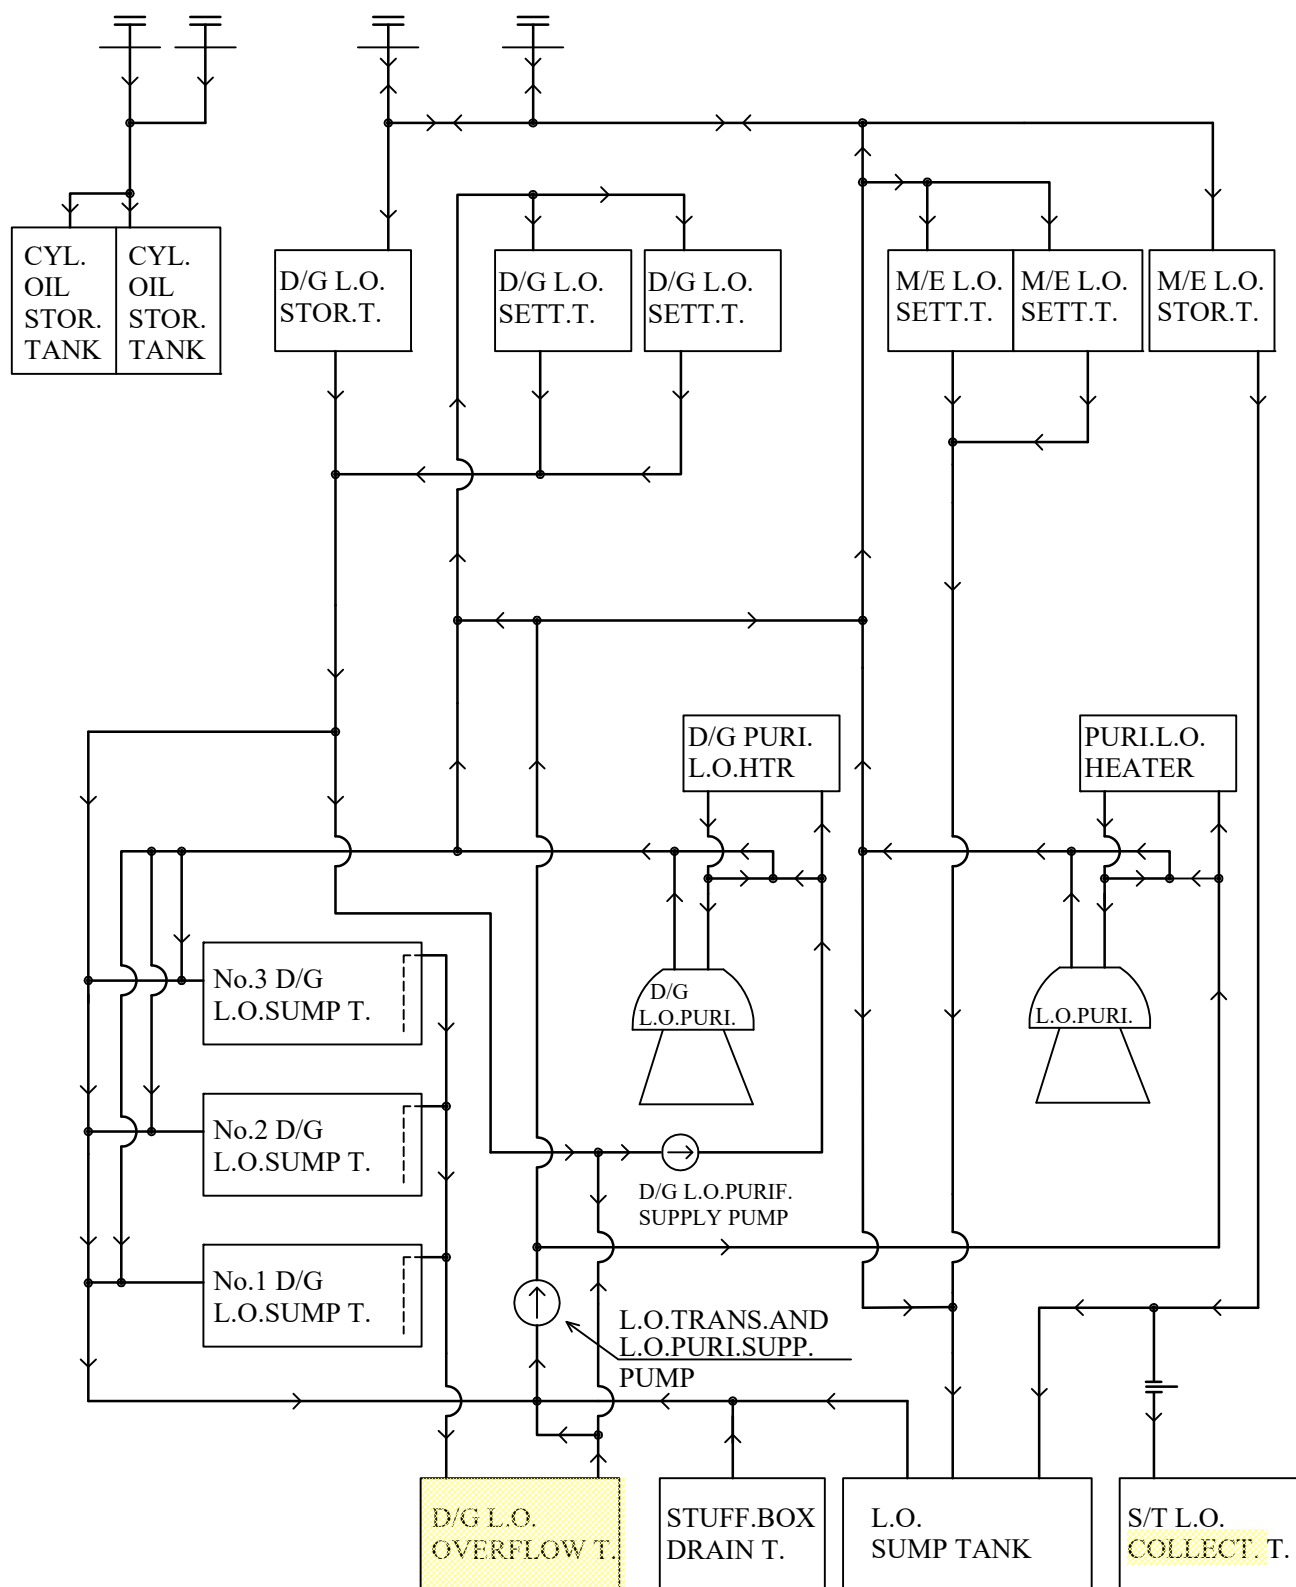 CYL.
OIL
STOR.
TANK
CYL.
OIL
STOR.
TANK
D/G L.O.
STOR.T.
D/G L.O.
SETT.T.
D/G L.O.
SETT.T.
M/E L.O.
SETT.T.
M/E L.O.
SETT.T.
M/E L.O.
STOR.T.
D/G PURI.
L.O.HTR
PURI.L.O.
HEATER
No.3 D/G
L.O.SUMP T.
D/G
L.O.PURI.
L.O.PURI.
No.2 D/G
L.O.SUMP T.
D/G L.O.PURIF.
SUPPLY PUMP
No.1 D/G
L.O.SUMP T.
L.O.TRANS.AND
L.O.PURI.SUPP.
PUMP
D/G L.O.
OVERFLOW T.
STUFF.BOX
DRAIN T.
L.O.
SUMP TANK
S/T L.O.
COLLECT. T.